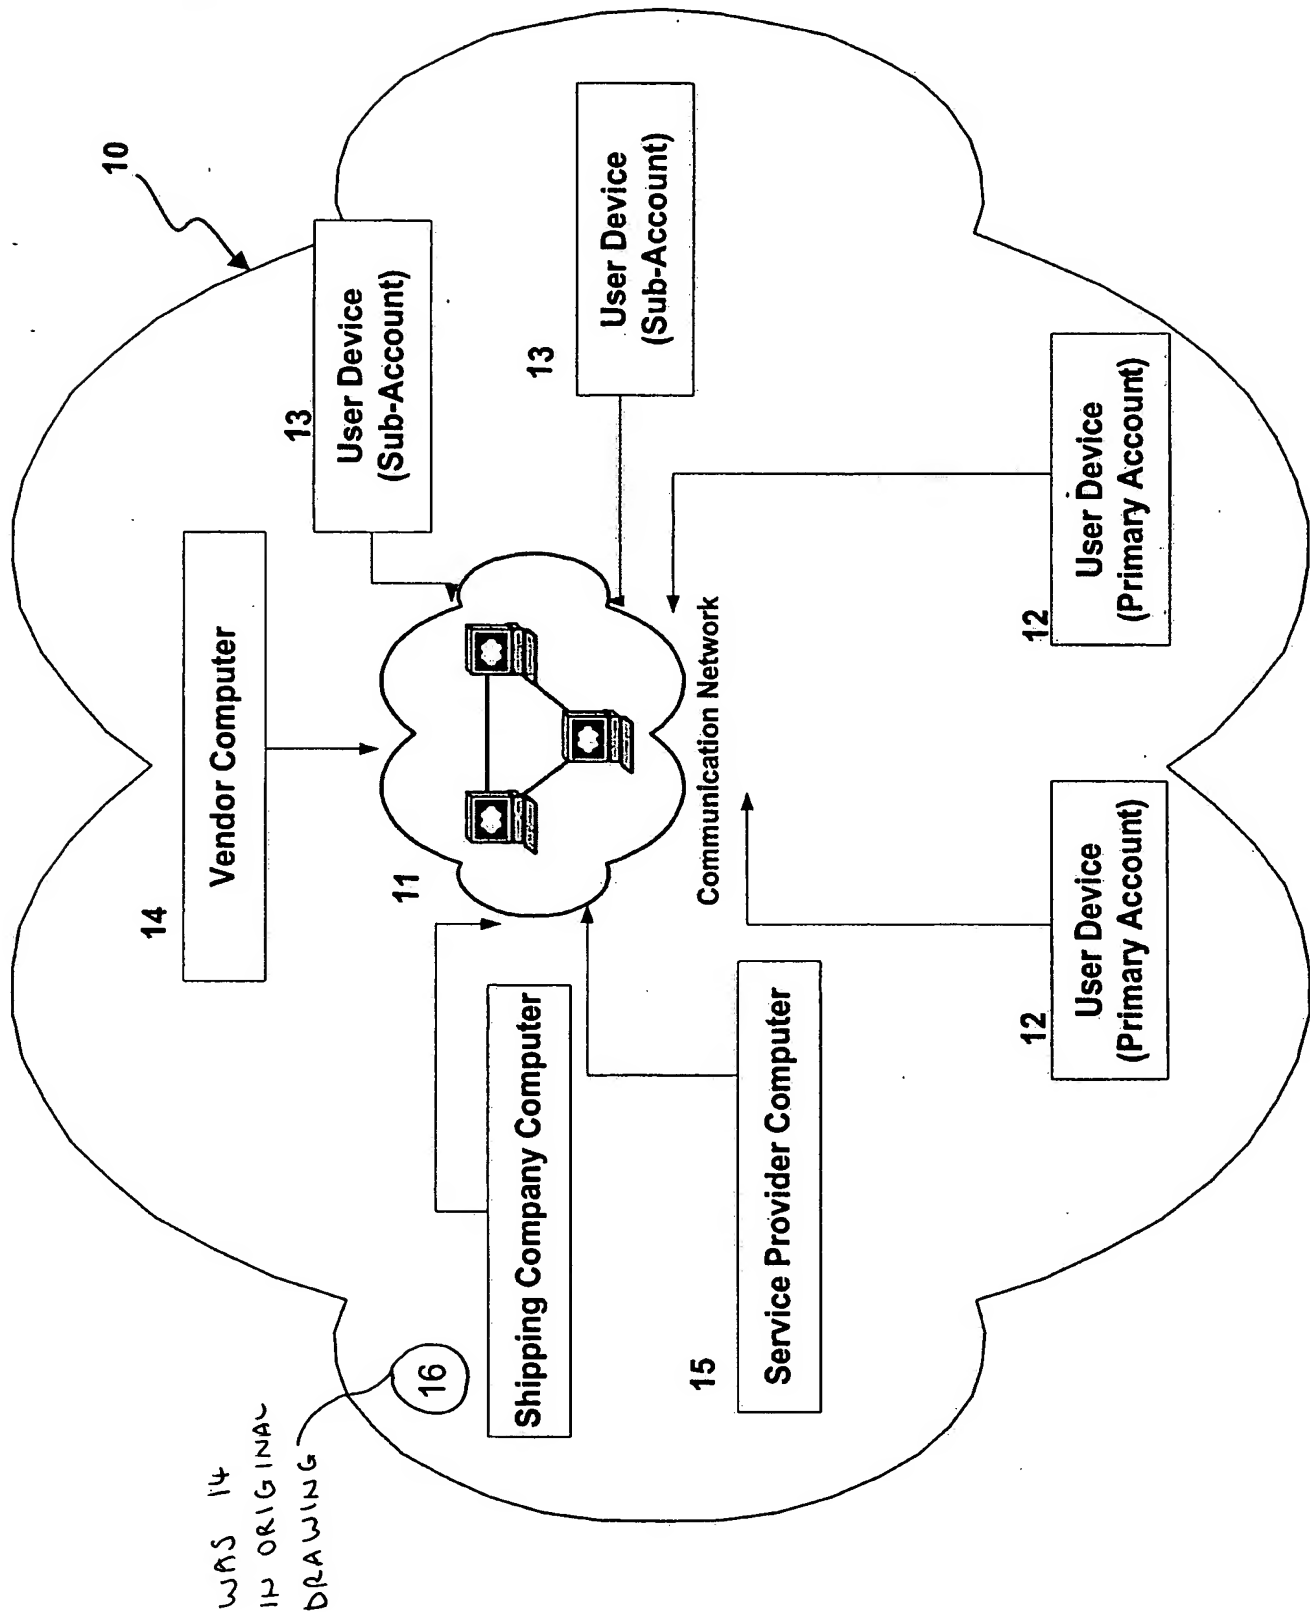 WAS 14
IN ORIGINAL
DRAWING
16
Shipping Company Computer
15
Service Provider Computer
14
Vendor Computer
11
Communication Network
12
User Device
(Primary Account)
12
User Device
(Primary Account)
13
User Device
(Sub-Account)
13
User Device
(Sub-Account)
10